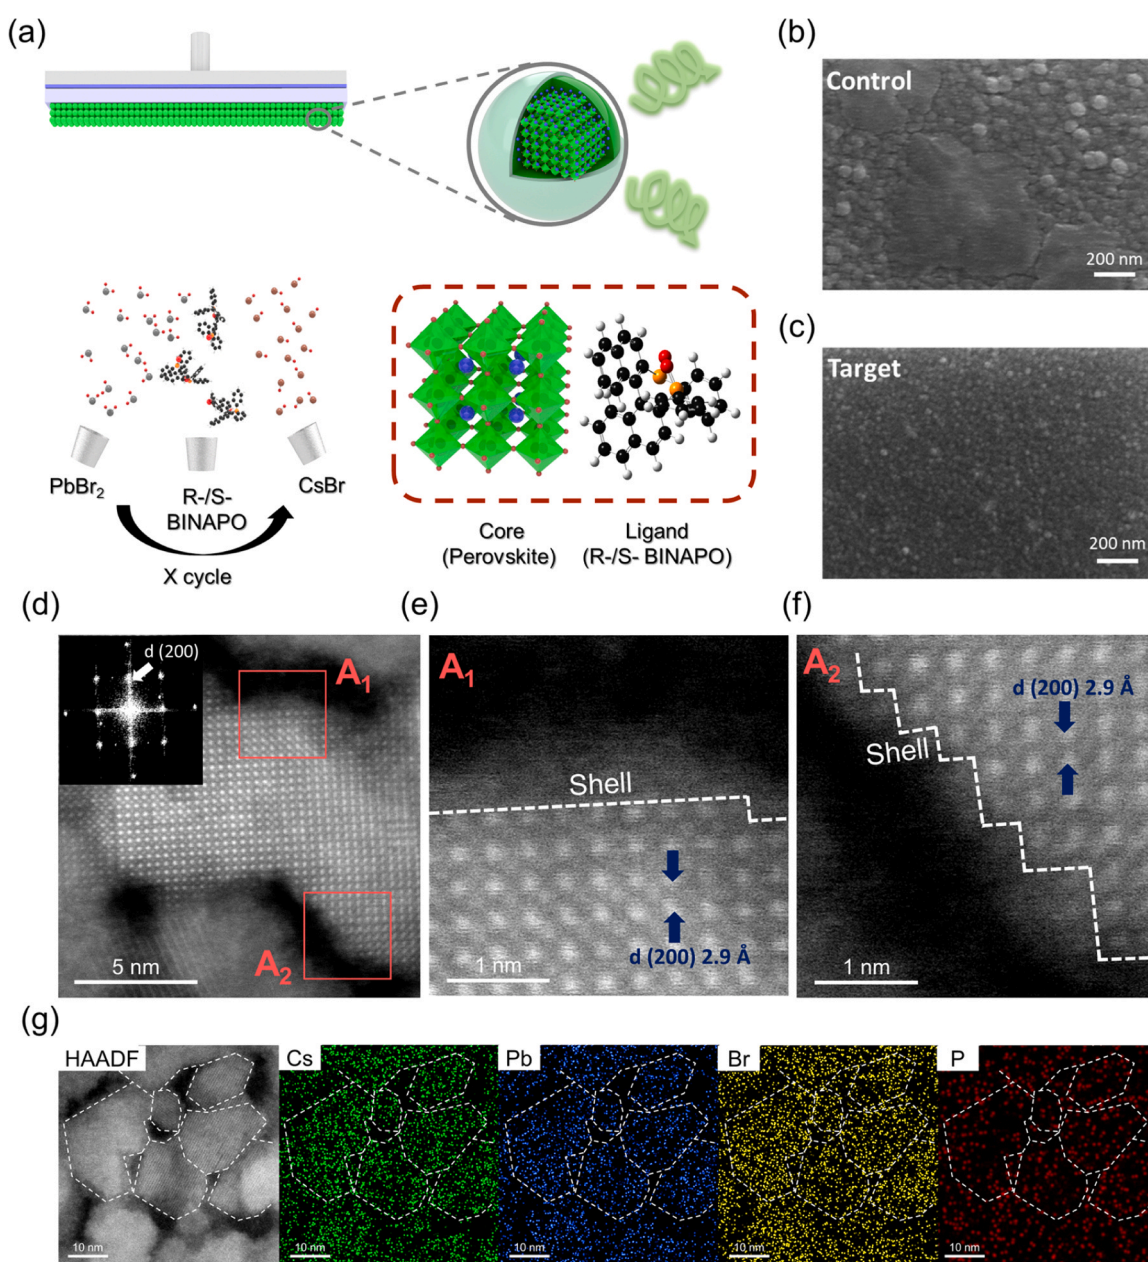 (a)
PbBr₂
R-/S-
BINAPO
CsBr
X cycle
Core
(Perovskite)
Ligand
(R-/S- BINAPO)
(b)
Control
200 nm
(c)
Target
200 nm
(d)
d (200)
A₁
A₂
5 nm
(e)
A₁
Shell
d (200) 2.9 Å
1 nm
(f)
A₂
d (200) 2.9 Å
Shell
1 nm
(g)
HAADF
10 nm
Cs
10 nm
Pb
10 nm
Br
10 nm
P
10 nm